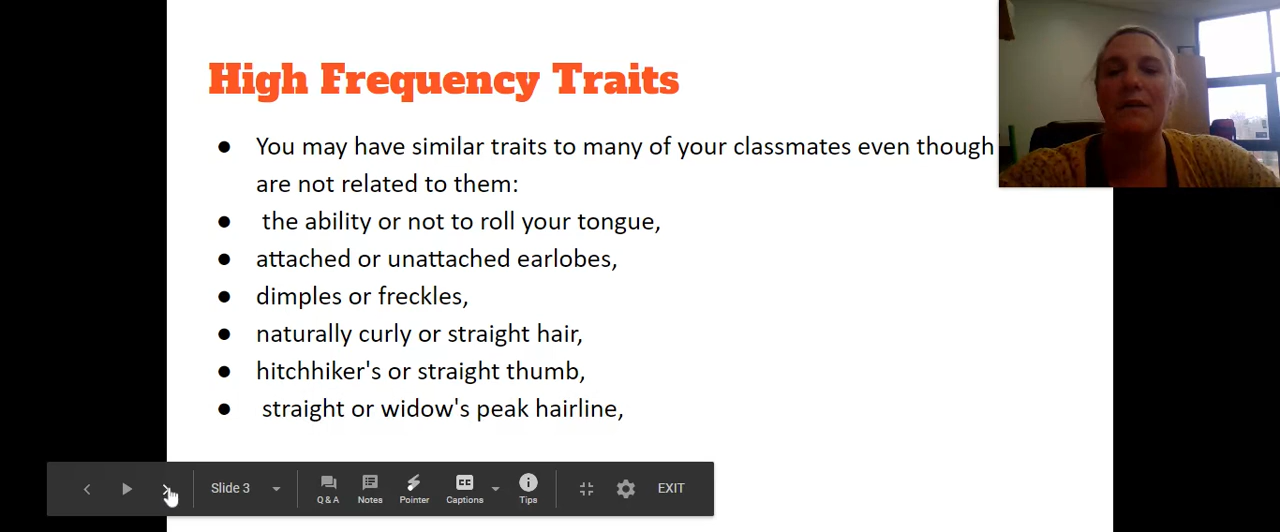 High Frequency Traits
● You may have similar traits to many of your classmates even though
are not related to them:
● the ability or not to roll your tongue,
● attached or unattached earlobes,
● dimples or freckles,
● naturally curly or straight hair,
● hitchhiker's or straight thumb,
● straight or widow's peak hairline,
Slide 3
Q & A
Notes
Pointer
CC
Captions
Tips
EXIT